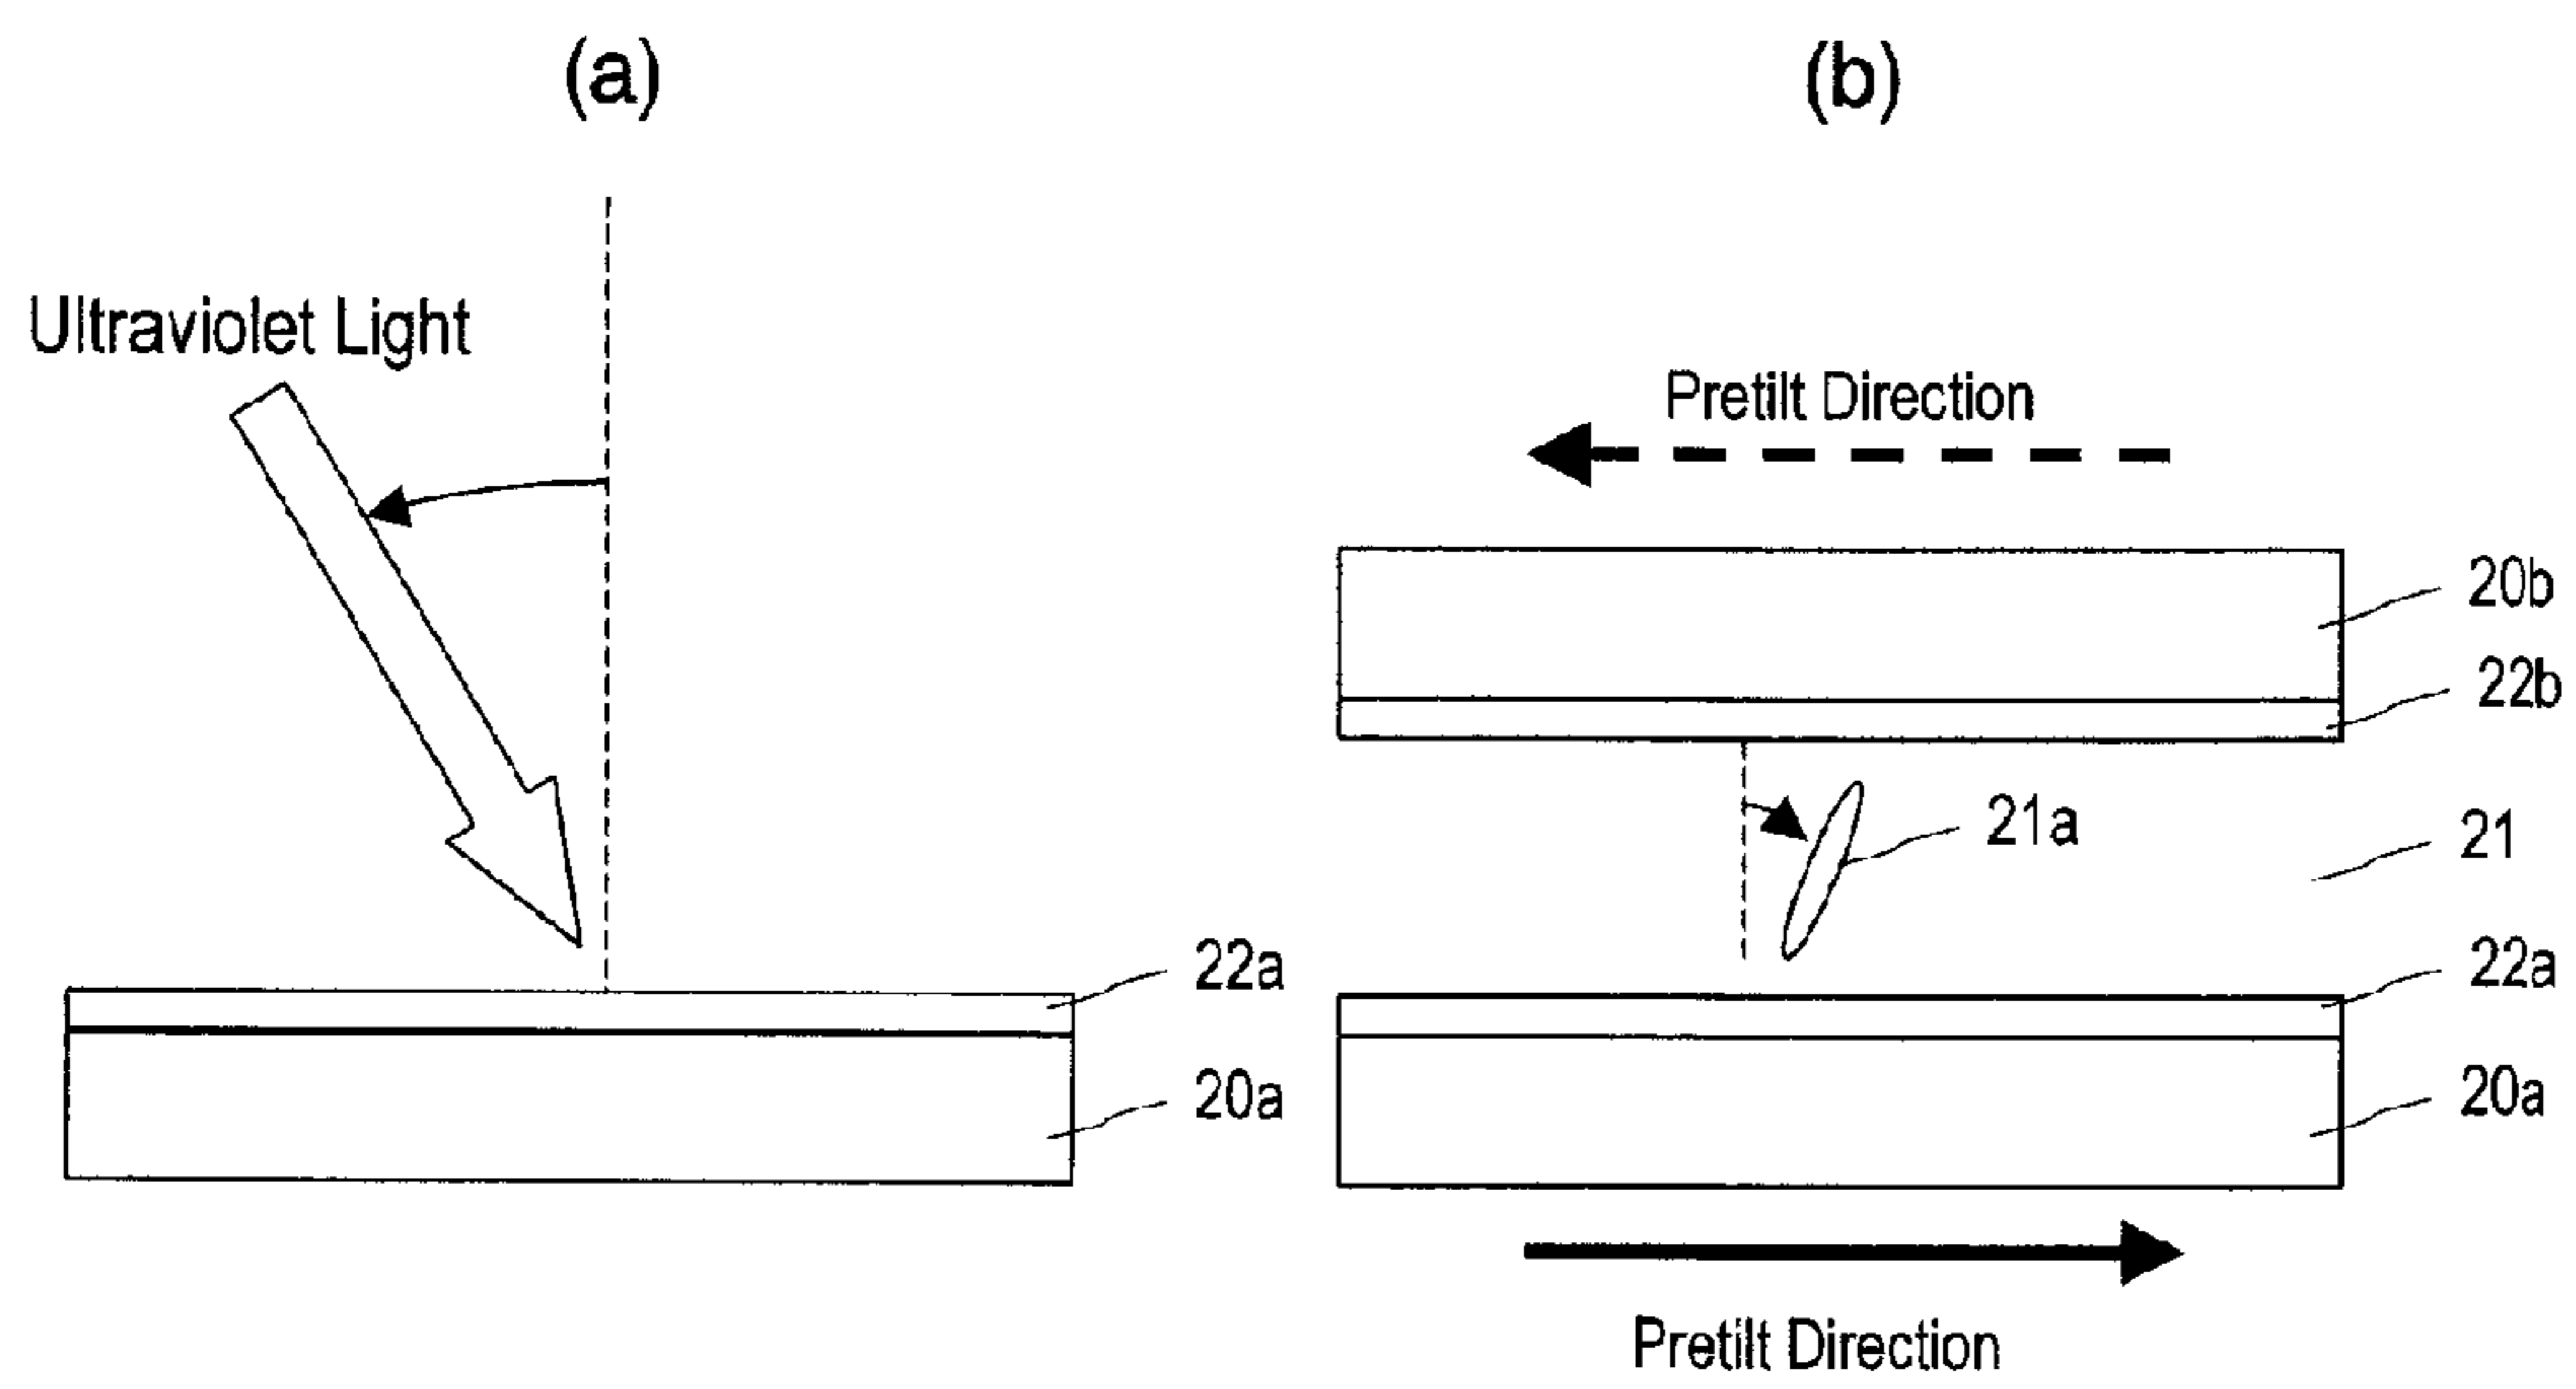 (a)
(b)
Ultraviolet Light
Pretilt Direction
20b
22b
21a
21
22a
20a
22a
20a
Pretilt Direction